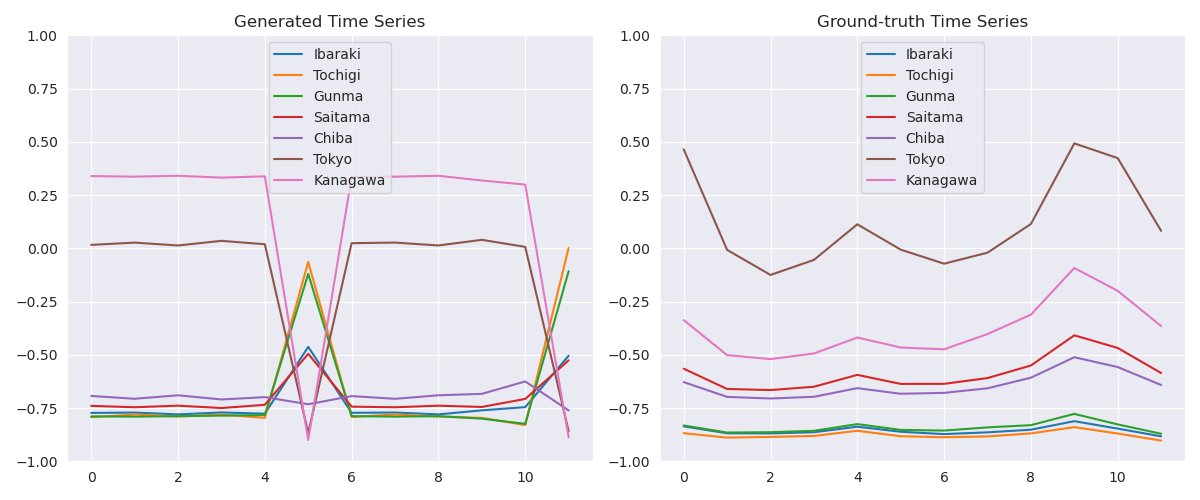 Generated Time Series
1.00
0.75
0.50
0.25
0.00
−0.25
−0.50
−0.75
−1.00
0 2 4 6 8 10
Ibaraki
Tochigi
Gunma
Saitama
Chiba
Tokyo
Kanagawa
Ground-truth Time Series
1.00
0.75
0.50
0.25
0.00
−0.25
−0.50
−0.75
−1.00
0 2 4 6 8 10
Ibaraki
Tochigi
Gunma
Saitama
Chiba
Tokyo
Kanagawa